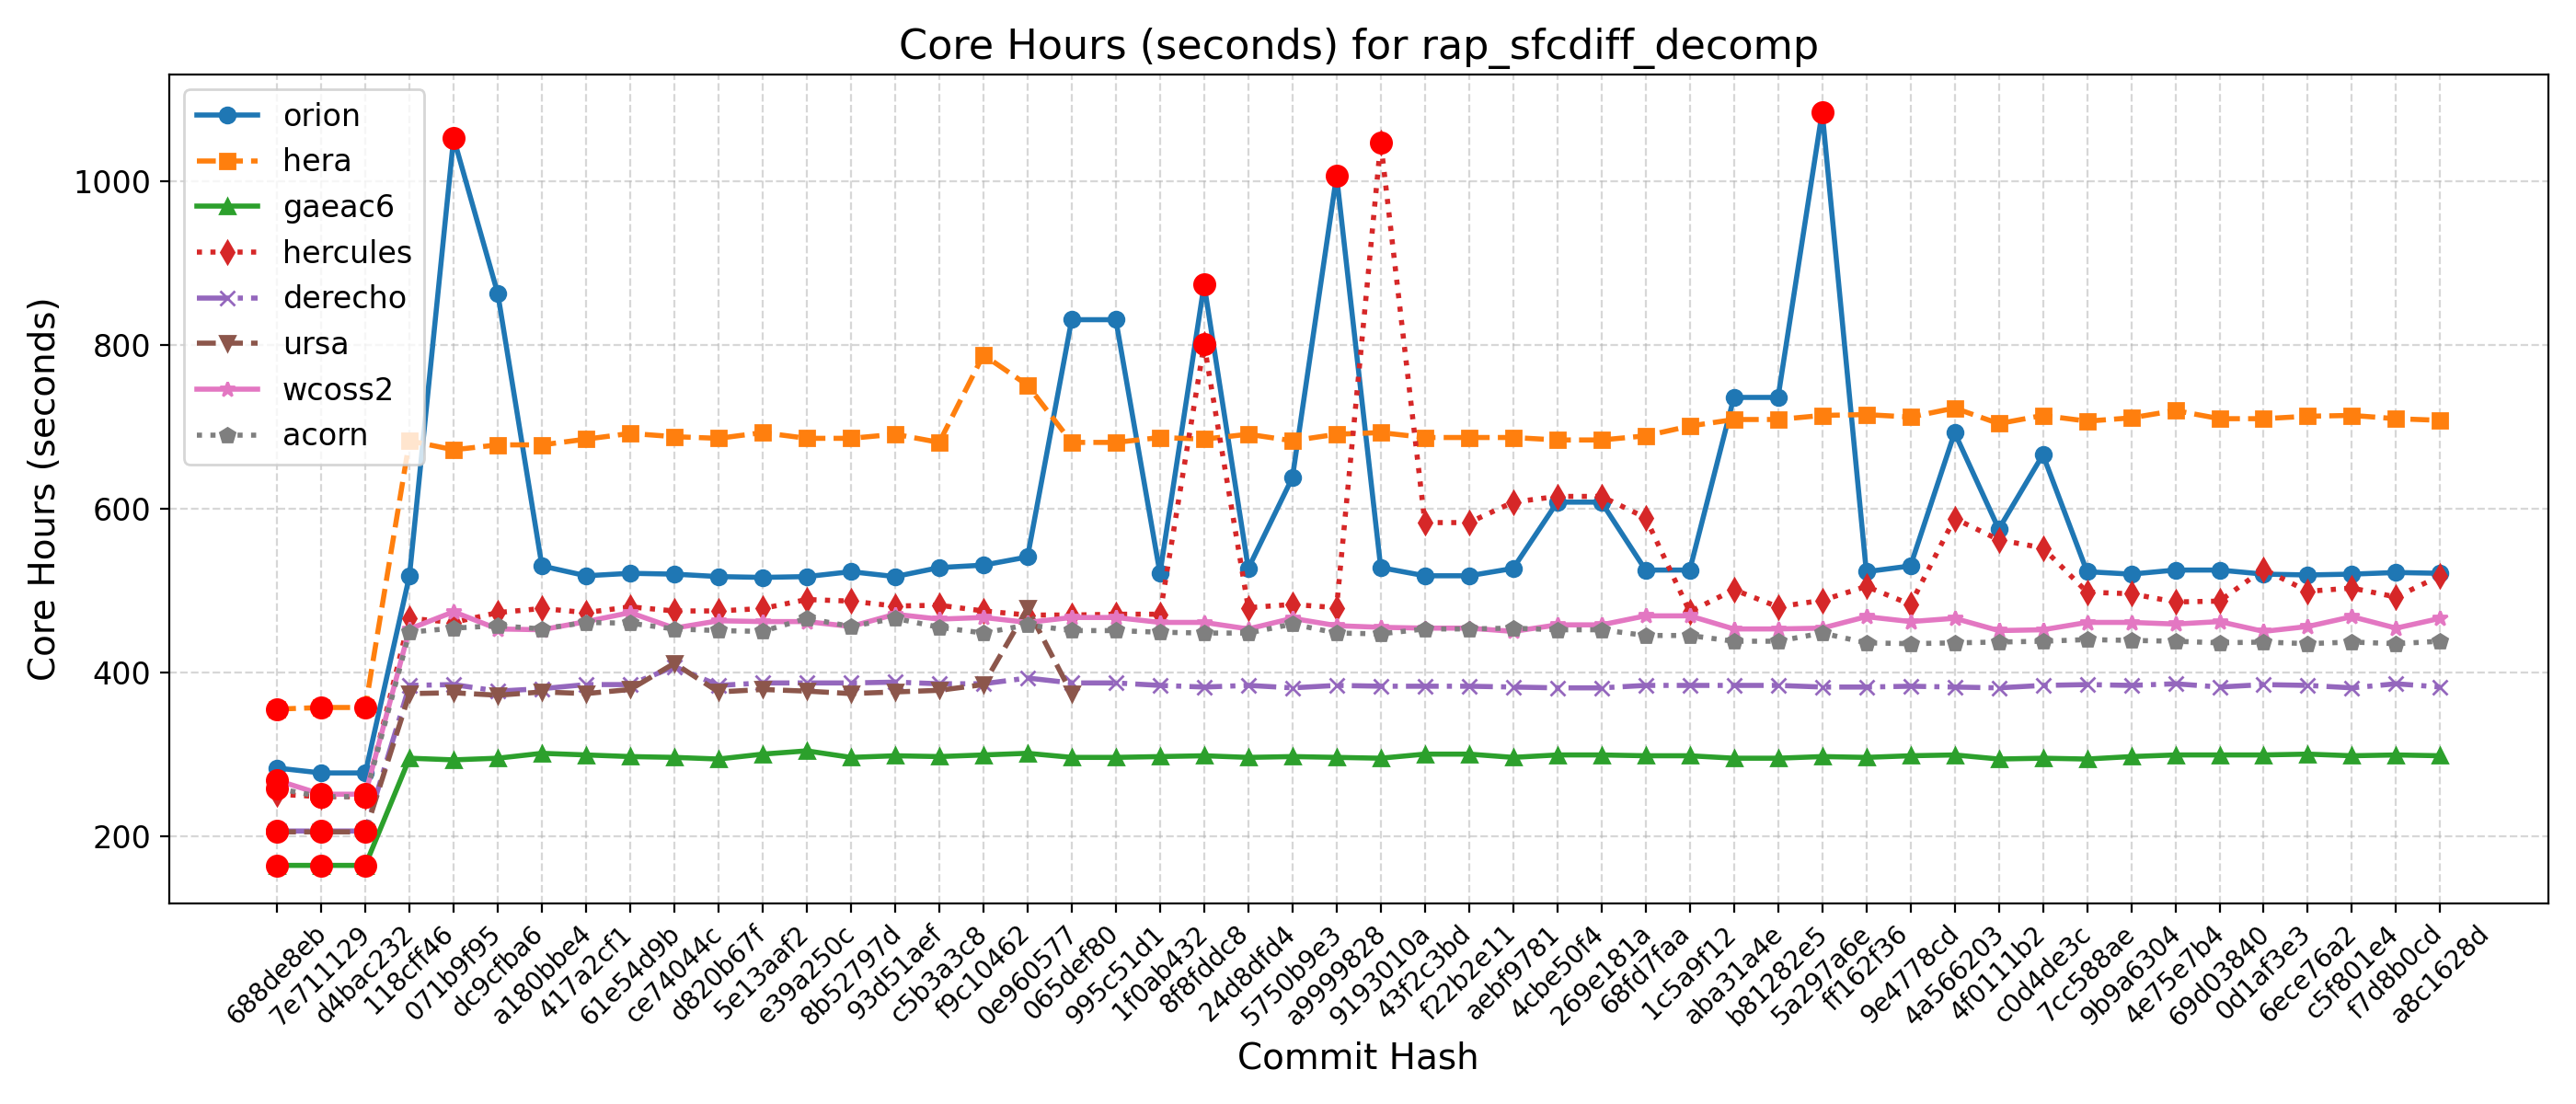 Core Hours (seconds) for rap_sfcdiff_decomp
orion
hera
gaeac6
hercules
derecho
ursa
wcoss2
acorn
Core Hours (seconds)
1000
800
600
400
200
688de8eb
7e711129
d4bac232
118cff46
071b9f95
dc9cfba6
a180bbe4
417a2cf1
61e54d9b
ce74044c
d820b67f
5e13aaf2
e39a250c
8b52797d
93d51aef
c5b3a3c8
f9c10462
0e960577
065def80
995c51d1
1f0ab432
8f8fddc8
24d8dfd4
5750b9e3
a9999828
9193010a
43f2c3bd
f22b2e11
aebf9781
4cbe50f4
269e181a
68fd7faa
1c5a9f12
aba31a4e
b81282e5
5a297a6e
ff162f36
9e4778cd
4a566203
4f0111b2
c0d4de3c
7cc588ae
9b9a6304
4e75e7b4
69d03840
0d1af3e3
6ece76a2
c5f801e4
f7d8b0cd
a8c1628d
Commit Hash